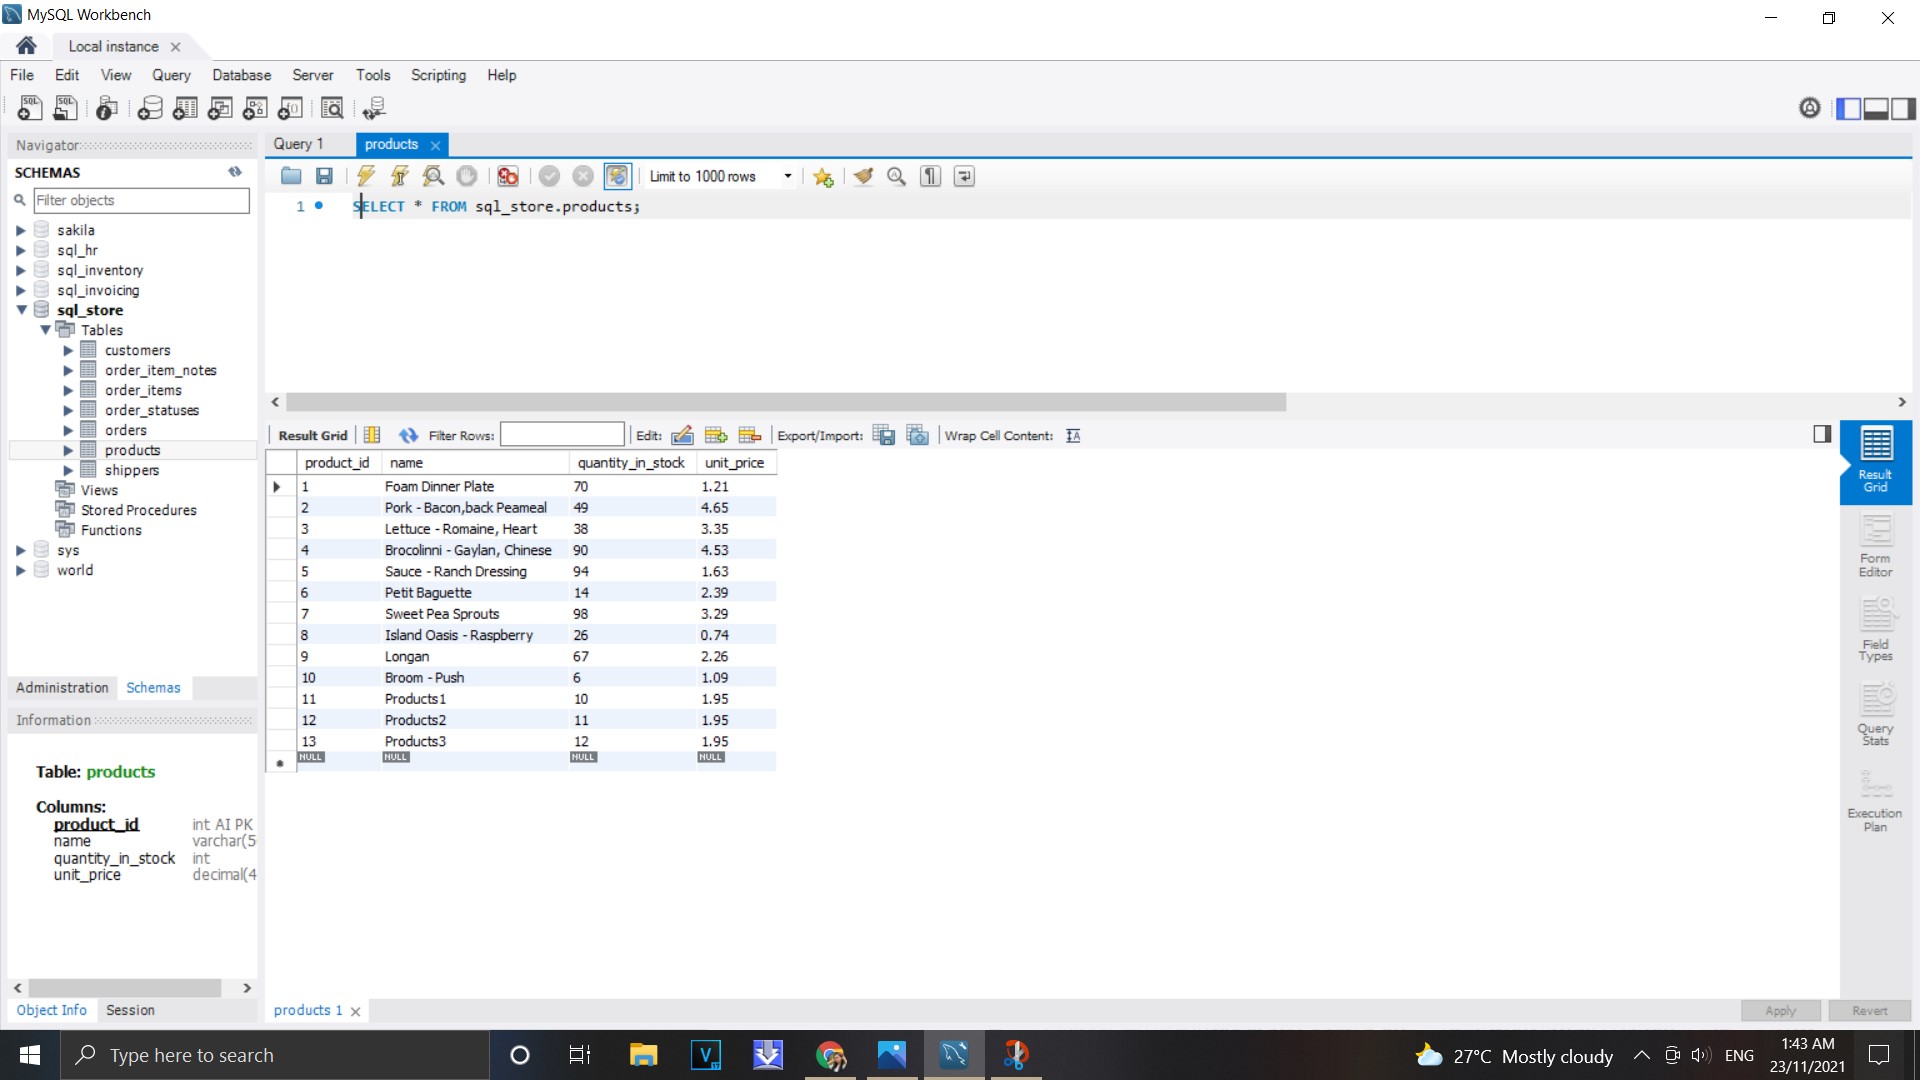 MySQL Workbench
Local instance
File Edit View Query Database Server Tools Scripting Help
Navigator
SCHEMAS
Filter objects
sakila
sql_hr
sql_inventory
sql_invoicing
sql_store
Tables
customers
order_item_notes
order_items
order_statuses
orders
products
shippers
Views
Stored Procedures
Functions
sys
world
Administration Schemas
Information
Table: products
Columns:
product_id int AI PK
name varchar(5
quantity_in_stock int
unit_price decimal(4
Object Info Session
Query 1 products
Limit to 1000 rows
1 SELECT * FROM sql_store.products;
Result Grid Filter Rows: Edit: Export/Import: Wrap Cell Content:
product_id name quantity_in_stock unit_price
1 Foam Dinner Plate 70 1.21
2 Pork - Bacon,back Peameal 49 4.65
3 Lettuce - Romaine, Heart 38 3.35
4 Brocolinni - Gaylan, Chinese 90 4.53
5 Sauce - Ranch Dressing 94 1.63
6 Petit Baguette 14 2.39
7 Sweet Pea Sprouts 98 3.29
8 Island Oasis - Raspberry 26 0.74
9 Longan 67 2.26
10 Broom - Push 6 1.09
11 Products1 10 1.95
12 Products2 11 1.95
13 Products3 12 1.95
NULL NULL NULL NULL
Result
Grid
Form
Editor
Field
Types
Query
Stats
Execution
Plan
products 1
Apply Revert
Type here to search
27°C Mostly cloudy
ENG
1:43 AM
23/11/2021